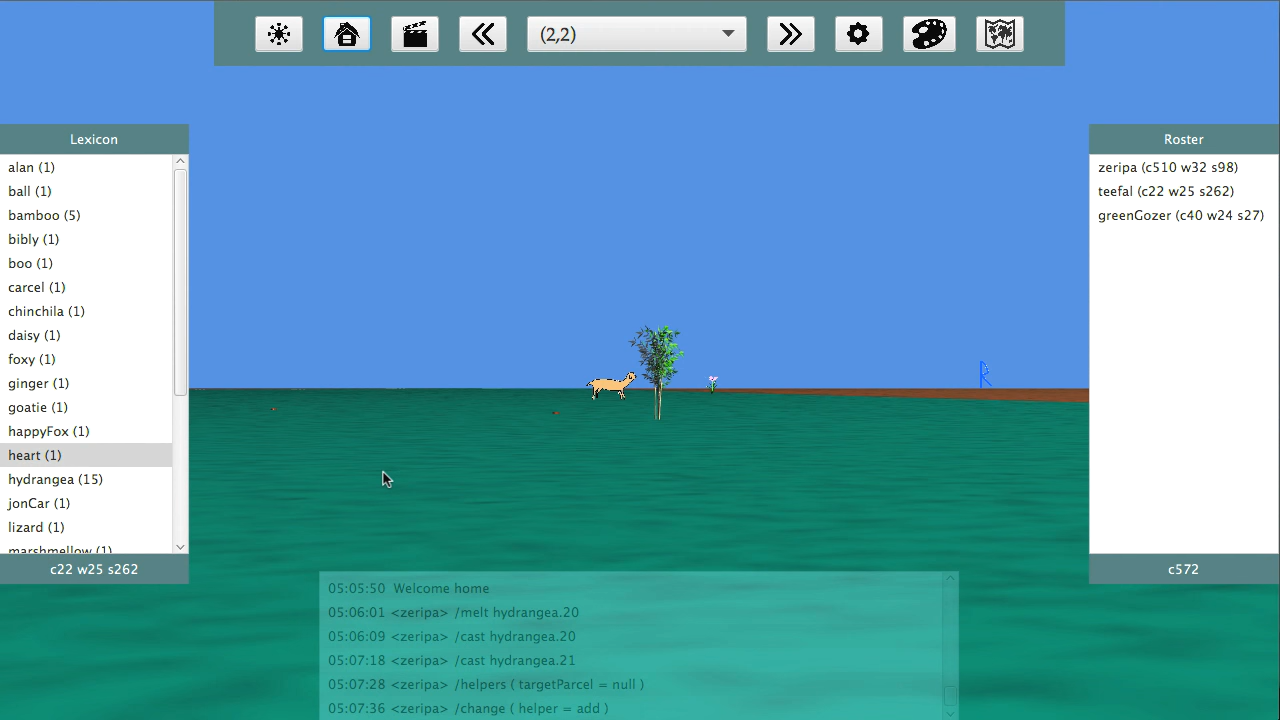 (2,2)
Lexicon
alan (1)
ball (1)
bamboo (5)
bibly (1)
boo (1)
carcel (1)
chinchila (1)
daisy (1)
foxy (1)
ginger (1)
goatie (1)
happyFox (1)
heart (1)
hydrangea (15)
jonCar (1)
lizard (1)
marshmellow (1)
c22 w25 s262
Roster
zeripa (c510 w32 s98)
teefal (c22 w25 s262)
greenGozer (c40 w24 s27)
c572
R
05:05:50 Welcome home
05:06:01 <zeripa> /melt hydrangea.20
05:06:09 <zeripa> /cast hydrangea.20
05:07:18 <zeripa> /cast hydrangea.21
05:07:28 <zeripa> /helpers ( targetParcel = null )
05:07:36 <zeripa> /change ( helper = add )